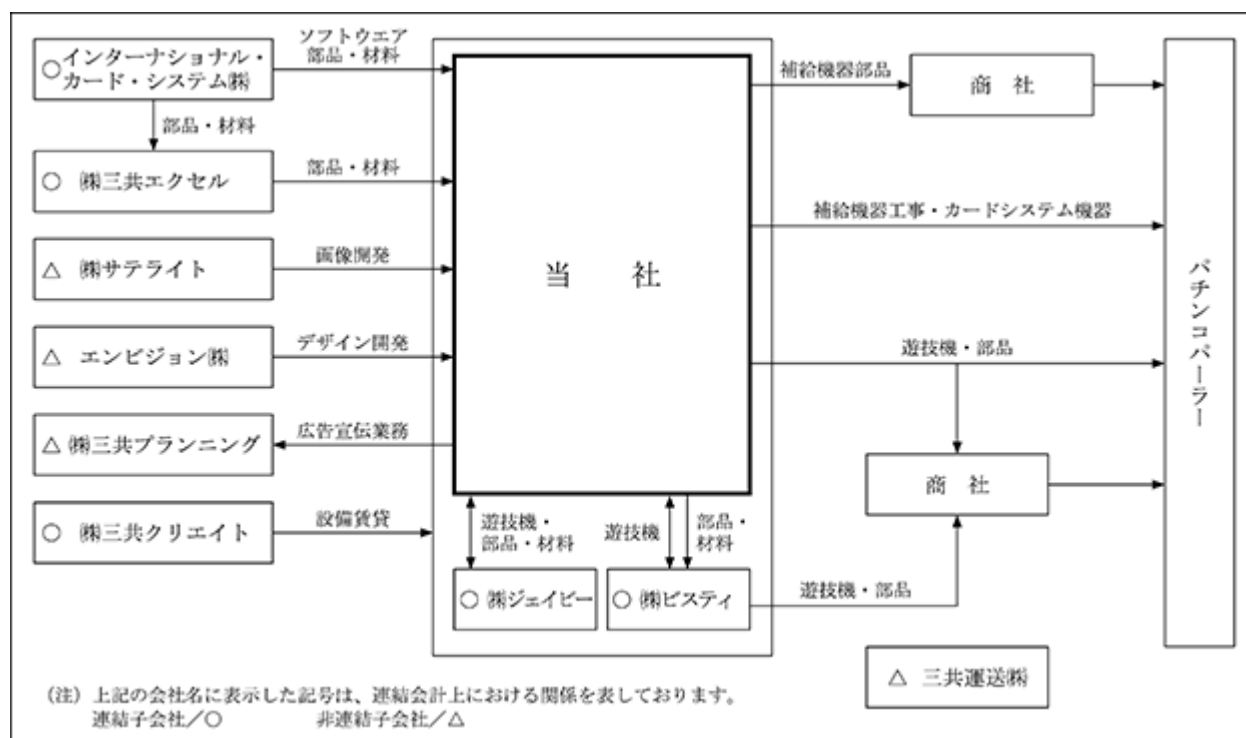 ○インターナショナル・
カード・システム㈱
ソフトウエア
部品・材料
部品・材料
○ ㈱三共エクセル
部品・材料
△ ㈱サテライト
画像開発
△ エンビジョン㈱
デザイン開発
△ ㈱三共プランニング
広告宣伝業務
○ ㈱三共クリエイト
設備賃貸
当 社
遊技機・
部品・材料
遊技機
部品・
材料
○ ㈱ジェイビー
○ ㈱ビスティ
補給機器部品
商 社
補給機器工事・カードシステム機器
遊技機・部品
商 社
遊技機・部品
△ 三共運送㈱
パチンコパーラー
(注) 上記の会社名に表示した記号は、連結会計上における関係を表しております。
連結子会社/○ 非連結子会社/△